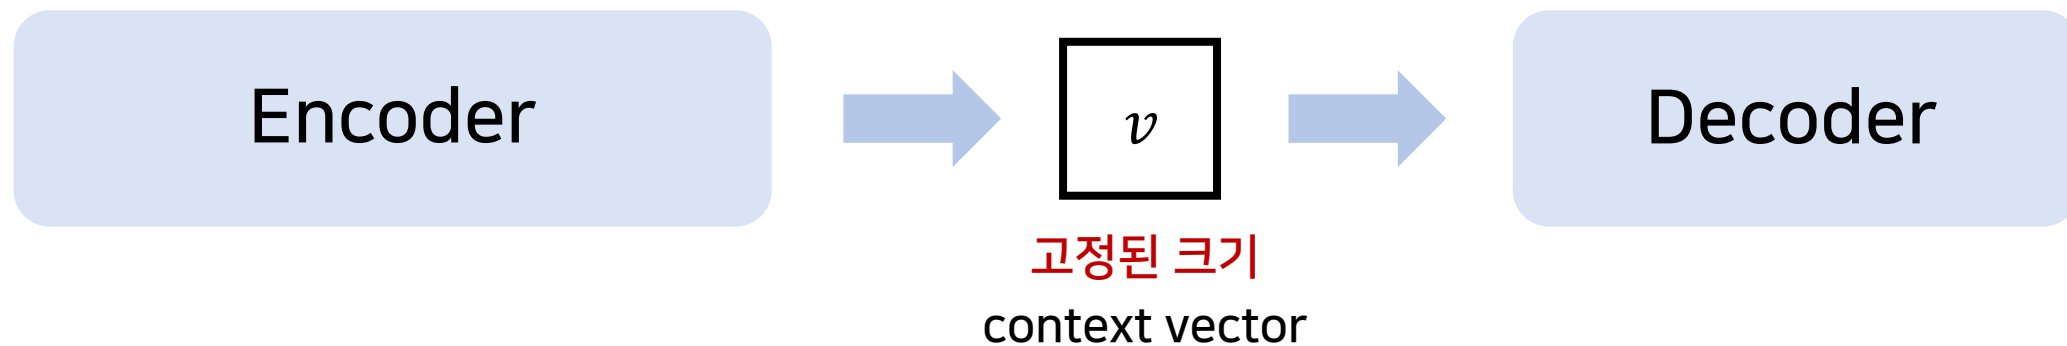 Encoder
v
Decoder
고정된 크기
context vector